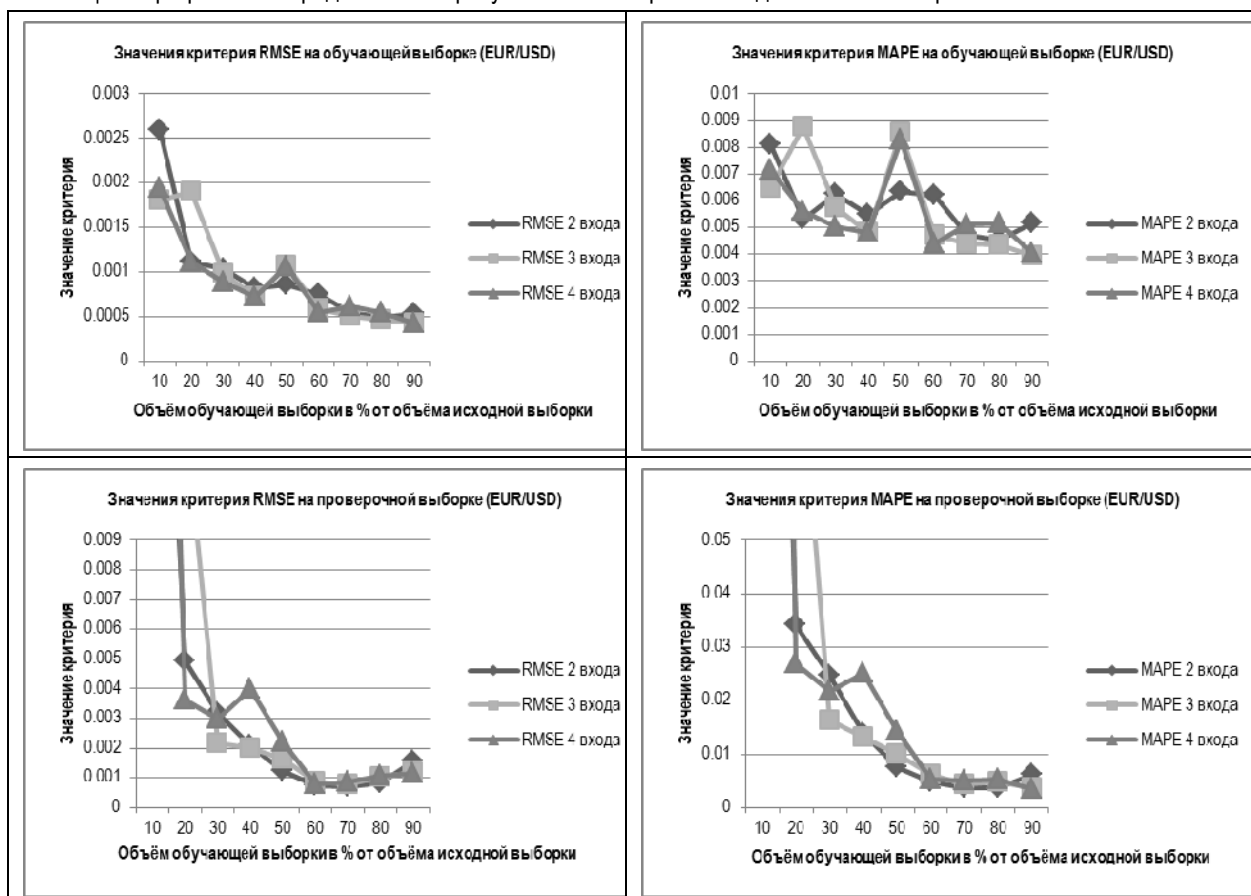 Значения критерия RMSE на обучающей выборке (EUR/USD)
0.003
0.0025
0.002
0.0015
0.001
0.0005
0
Значение критерия
10 20 30 40 50 60 70 80 90
Объём обучающей выборки в % от объёма исходной выборки
RMSE 2 входа
RMSE 3 входа
RMSE 4 входа
Значения критерия MAPE на обучающей выборке (EUR/USD)
0.01
0.009
0.008
0.007
0.006
0.005
0.004
0.003
0.002
0.001
0
Значение критерия
10 20 30 40 50 60 70 80 90
Объём обучающей выборки в % от объёма исходной выборки
MAPE 2 входа
MAPE 3 входа
MAPE 4 входа
Значения критерия RMSE на проверочной выборке (EUR/USD)
0.009
0.008
0.007
0.006
0.005
0.004
0.003
0.002
0.001
0
Значение критерия
10 20 30 40 50 60 70 80 90
Объём обучающей выборки в % от объёма исходной выборки
RMSE 2 входа
RMSE 3 входа
RMSE 4 входа
Значения критерия MAPE на проверочной выборке (EUR/USD)
0.05
0.04
0.03
0.02
0.01
0
Значение критерия
10 20 30 40 50 60 70 80 90
Объём обучающей выборки в % от объёма исходной выборки
MAPE 2 входа
MAPE 3 входа
MAPE 4 входа